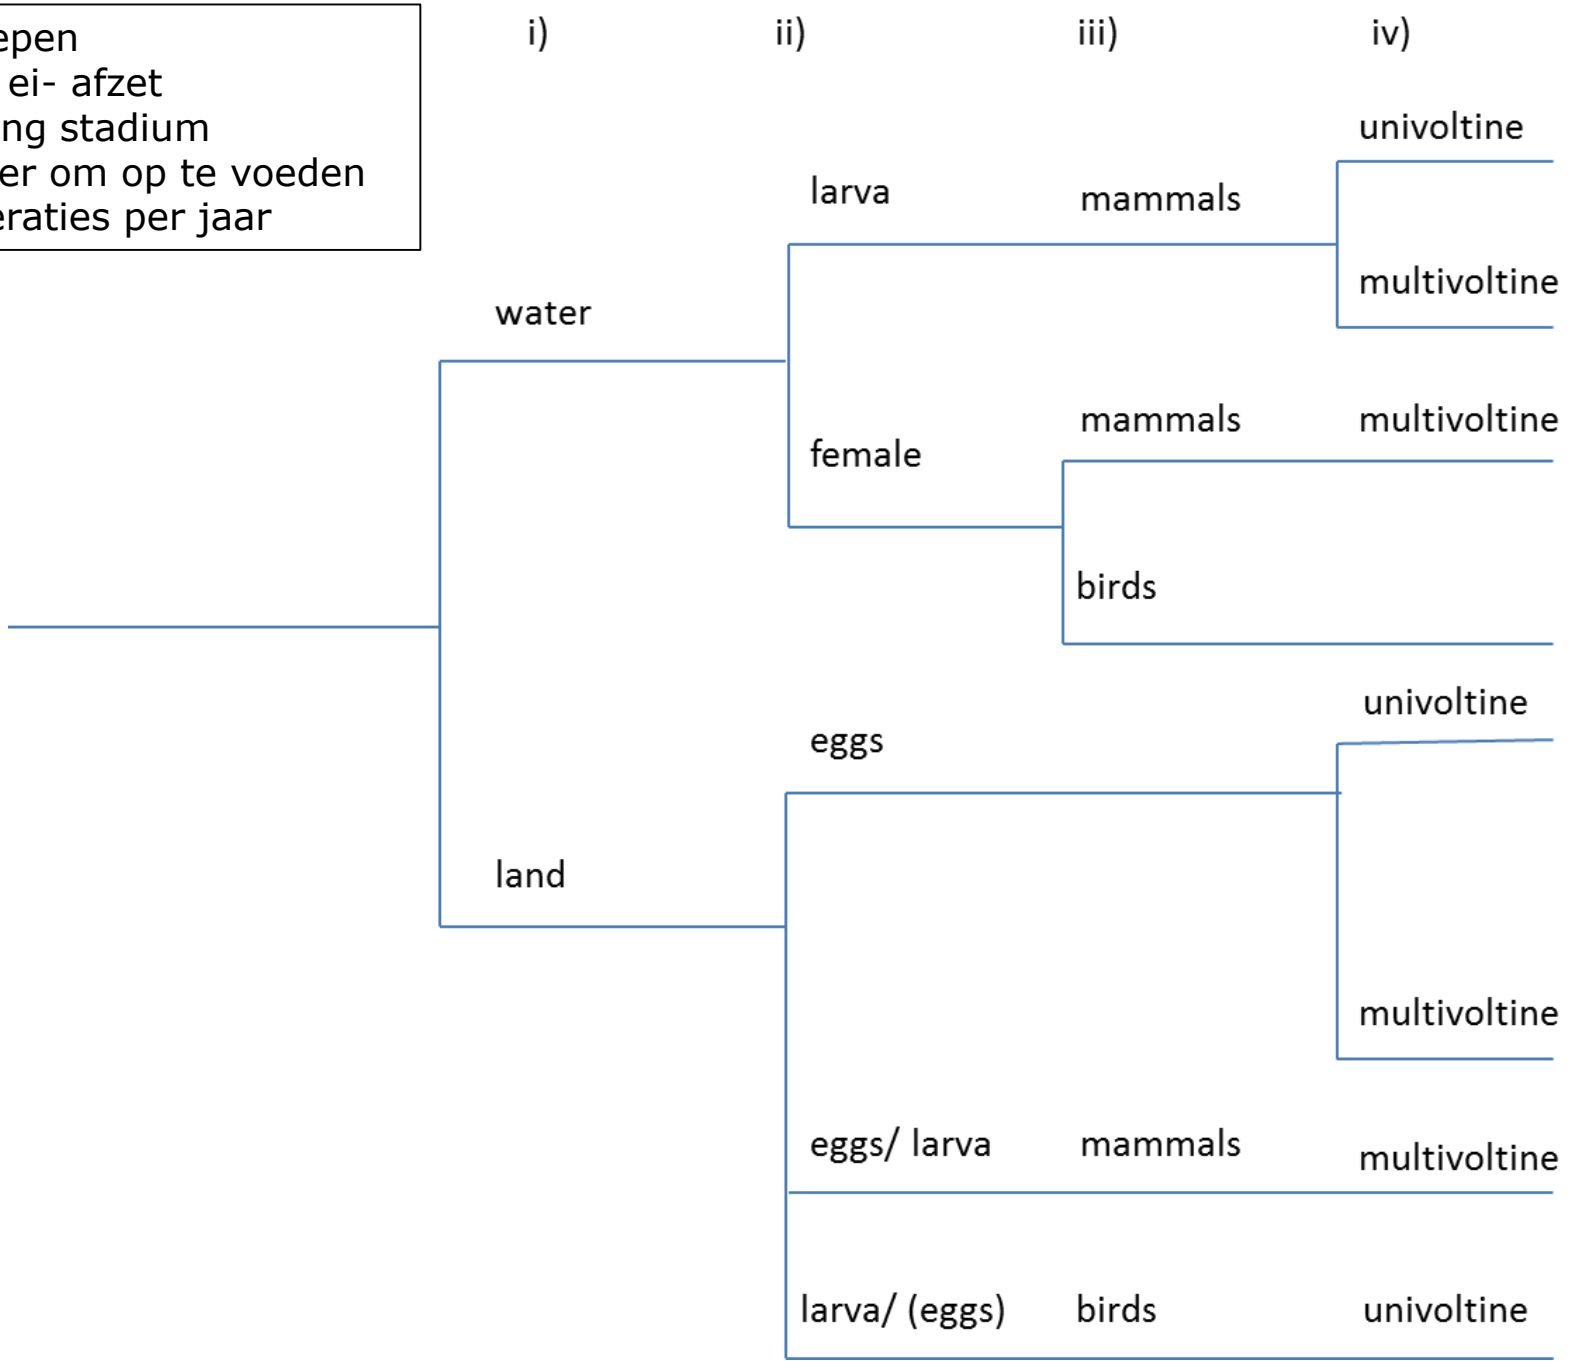 epen
ei- afzet
ng stadium
er om op te voeden
eraties per jaar
i) ii) iii) iv)
univoltine
larva mammals
multivoltine
water
mammals multivoltine
female
birds
univoltine
eggs
land
multivoltine
eggs/ larva mammals multivoltine
larva/ (eggs) birds univoltine